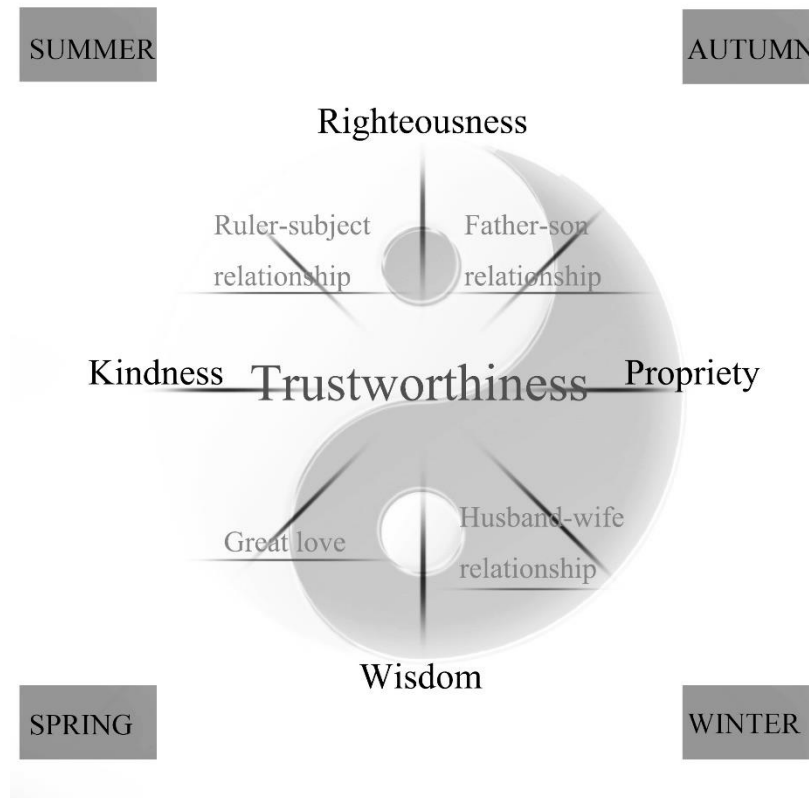 SUMMER
AUTUMN
Righteousness
Ruler-subject
relationship
Father-son
relationship
Kindness
Trustworthiness
Propriety
Great love
Husband-wife
relationship
Wisdom
SPRING
WINTER